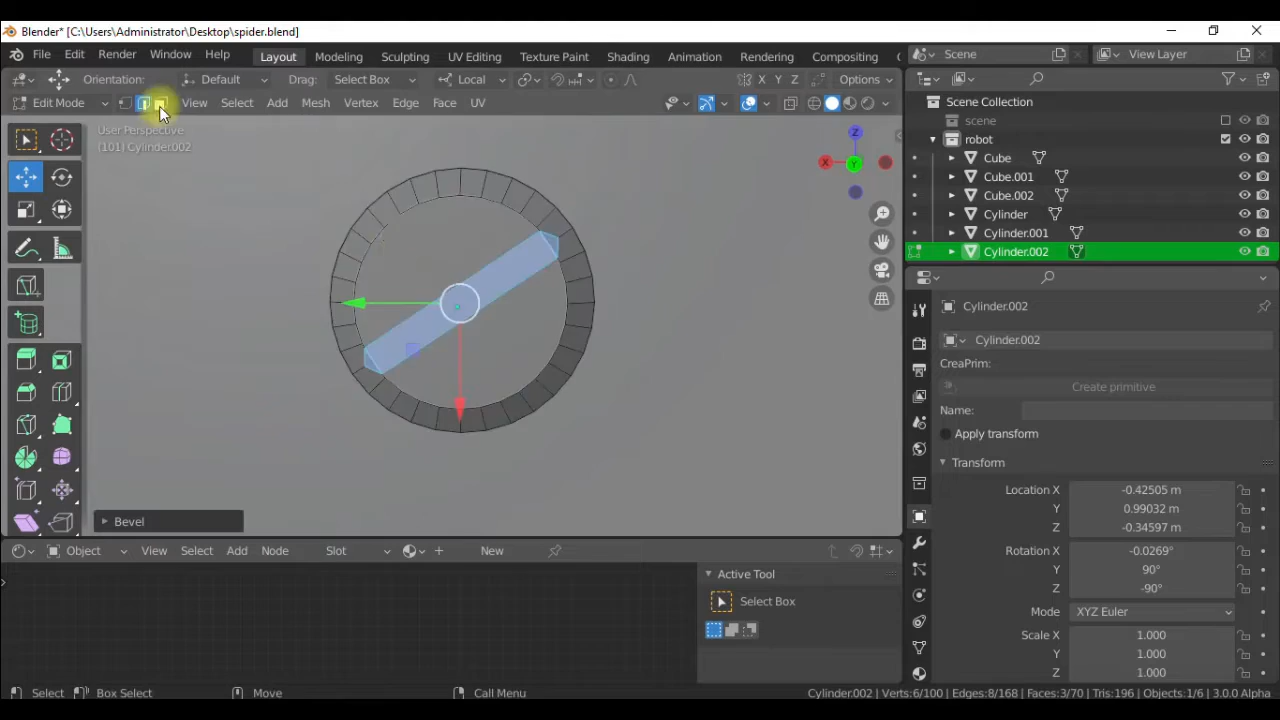 Blender* [C:\Users\Administrator\Desktop\spider.blend]
File Edit Render Window Help Layout Modeling Sculpting UV Editing Texture Paint Shading Animation Rendering Compositing
Scene View Layer
Orientation: Default Drag: Select Box Local X Y Z Options
Edit Mode View Select Add Mesh Vertex Edge Face UV
User Perspective
(101) Cylinder.002
Z
X
Y
Scene Collection
scene
robot
Cube
Cube.001
Cube.002
Cylinder
Cylinder.001
Cylinder.002
Cylinder.002
Cylinder.002
CreaPrim:
Create primitive
Name:
Apply transform
Transform
Location X -0.42505 m
Y 0.99032 m
Z -0.34597 m
Rotation X -0.0269°
Y 90°
Z -90°
Mode XYZ Euler
Scale X 1.000
Y 1.000
Z 1.000
Bevel
Object View Select Add Node Slot New
Active Tool
Select Box
Select Box Select Move Call Menu Cylinder.002 | Verts:6/100 | Edges:8/168 | Faces:3/70 | Tris:196 | Objects:1/6 | 3.0.0 Alpha